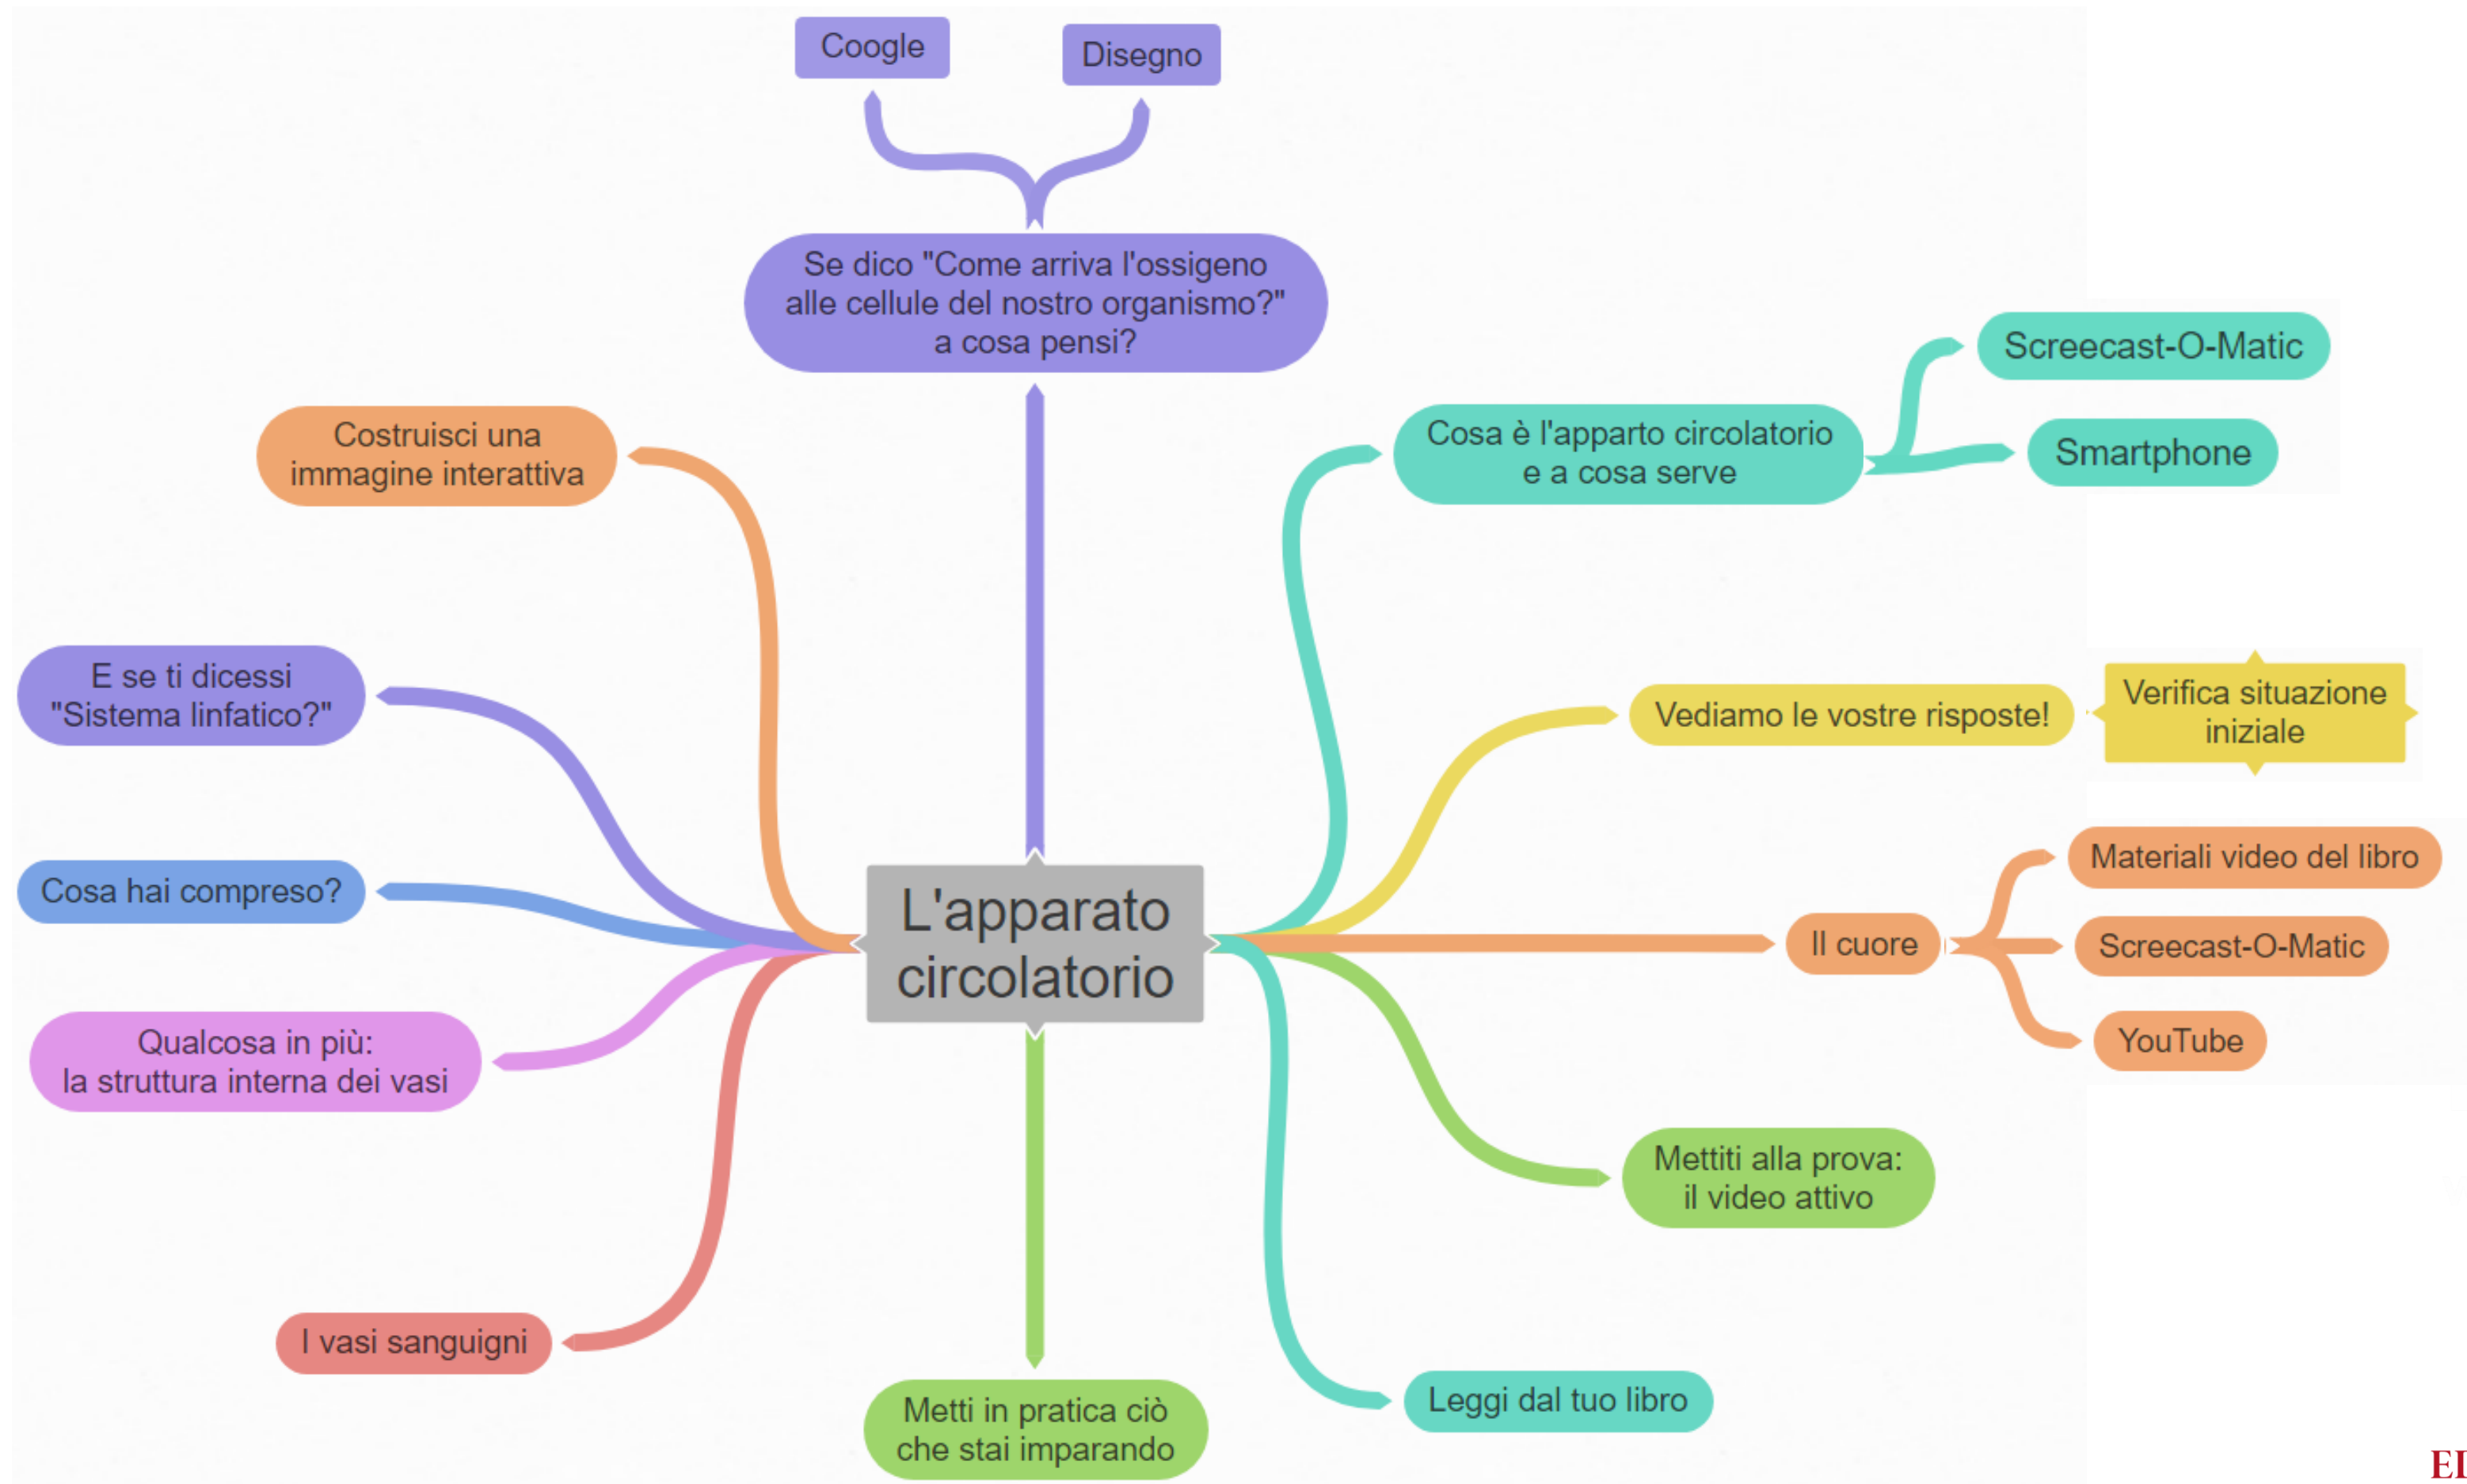 Coogle
Disegno
Se dico "Come arriva l'ossigeno
alle cellule del nostro organismo?"
a cosa pensi?
Screecast-O-Matic
Smartphone
Cosa è l'apparto circolatorio
e a cosa serve
Costruisci una
immagine interattiva
E se ti dicessi
"Sistema linfatico?"
Vediamo le vostre risposte!
Verifica situazione
iniziale
Cosa hai compreso?
L'apparato
circolatorio
Il cuore
Materiali video del libro
Screecast-O-Matic
YouTube
Qualcosa in più:
la struttura interna dei vasi
Mettiti alla prova:
il video attivo
I vasi sanguigni
Leggi dal tuo libro
Metti in pratica ciò
che stai imparando